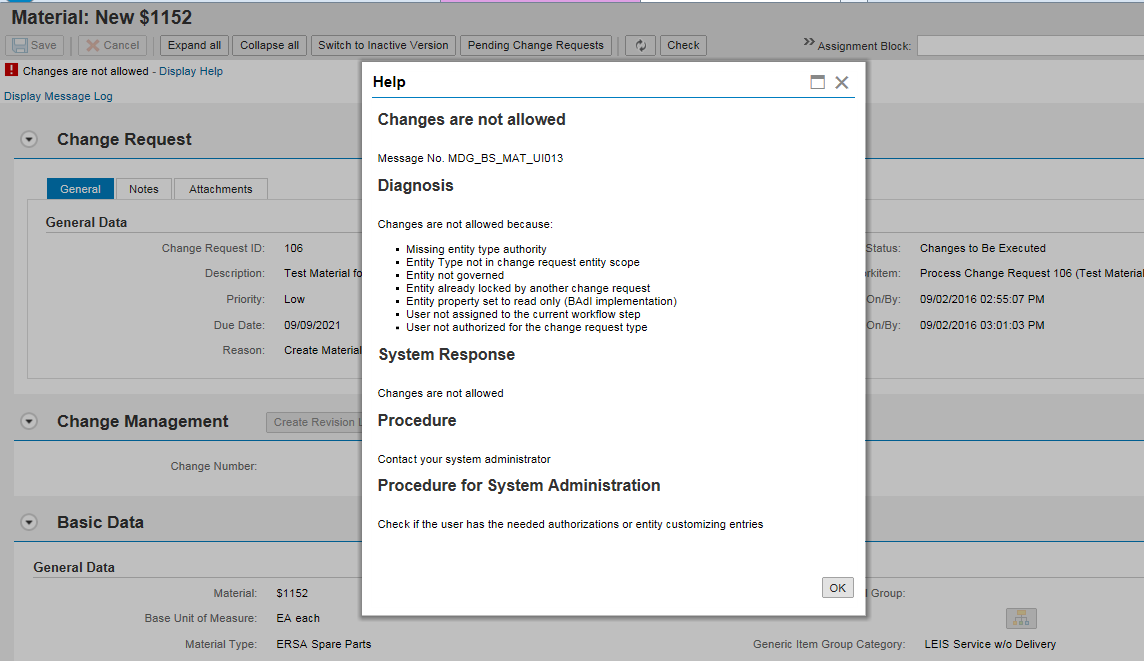 Material: New $1152
Save
Cancel
Expand all
Collapse all
Switch to Inactive Version
Pending Change Requests
Check
Assignment Block:
Changes are not allowed - Display Help
Display Message Log
Change Request
General
Notes
Attachments
General Data
Change Request ID: 106
Description: Test Material fo
Priority: Low
Due Date: 09/09/2021
Reason: Create Material
Status: Changes to Be Executed
rkitem: Process Change Request 106 (Test Material
On/By: 09/02/2016 02:55:07 PM
On/By: 09/02/2016 03:01:03 PM
Change Management
Create Revision L
Change Number:
Basic Data
General Data
Material: $1152
Base Unit of Measure: EA each
Material Type: ERSA Spare Parts
Group:
Generic Item Group Category: LEIS Service w/o Delivery
Help
Changes are not allowed
Message No. MDG_BS_MAT_UI013
Diagnosis
Changes are not allowed because:
Missing entity type authority
Entity Type not in change request entity scope
Entity not governed
Entity already locked by another change request
Entity property set to read only (BAdI implementation)
User not assigned to the current workflow step
User not authorized for the change request type
System Response
Changes are not allowed
Procedure
Contact your system administrator
Procedure for System Administration
Check if the user has the needed authorizations or entity customizing entries
OK